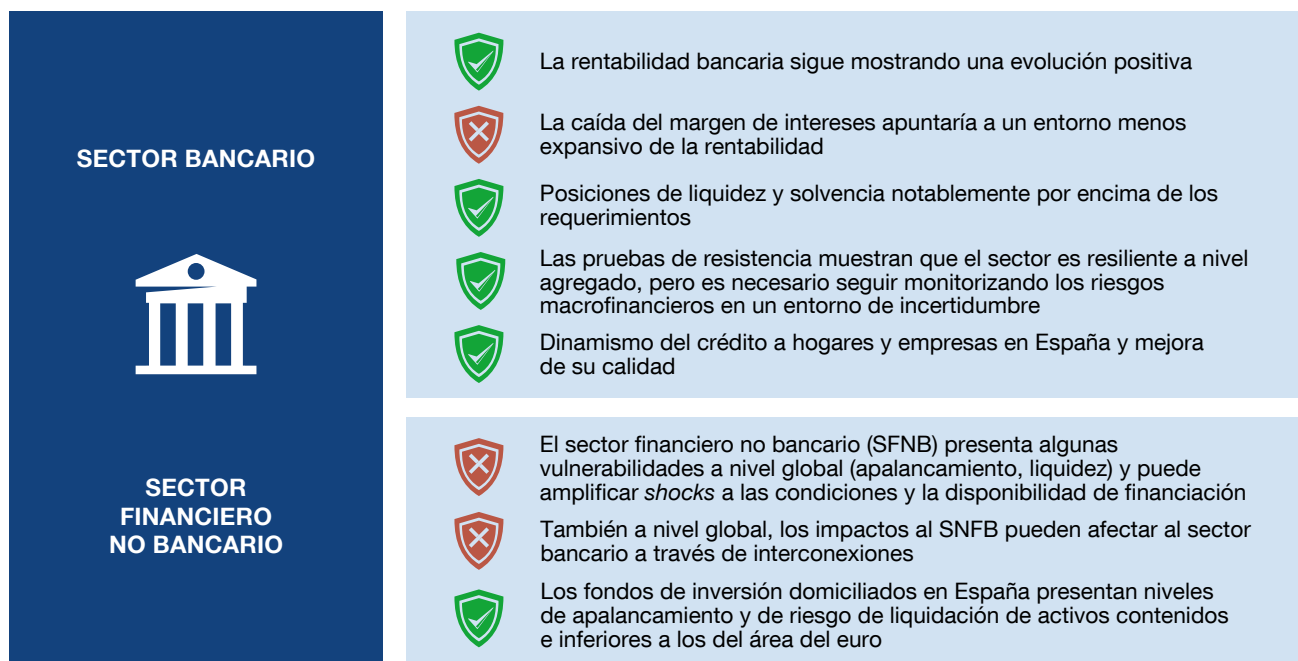 SECTOR BANCARIO
La rentabilidad bancaria sigue mostrando una evolución positiva
La caída del margen de intereses apuntaría a un entorno menos
expansivo de la rentabilidad
Posiciones de liquidez y solvencia notablemente por encima de los
requerimientos
Las pruebas de resistencia muestran que el sector es resiliente a nivel
agregado, pero es necesario seguir monitorizando los riesgos
macrofinancieros en un entorno de incertidumbre
Dinamismo del crédito a hogares y empresas en España y mejora
de su calidad
SECTOR
FINANCIERO
NO BANCARIO
El sector financiero no bancario (SFNB) presenta algunas
vulnerabilidades a nivel global (apalancamiento, liquidez) y puede
amplificar shocks a las condiciones y la disponibilidad de financiación
También a nivel global, los impactos al SNFB pueden afectar al sector
bancario a través de interconexiones
Los fondos de inversión domiciliados en España presentan niveles
de apalancamiento y de riesgo de liquidación de activos contenidos
e inferiores a los del área del euro